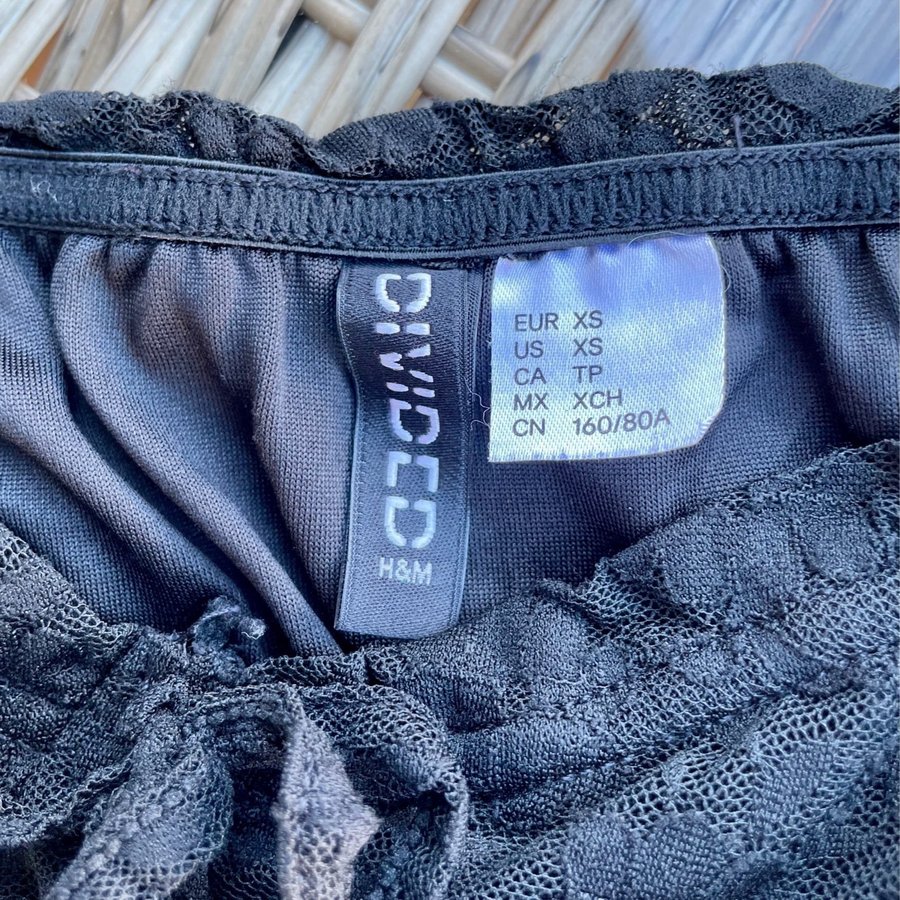 DIVIDED
H&M
EUR XS
US XS
CA TP
MX XCH
CN 160/80A